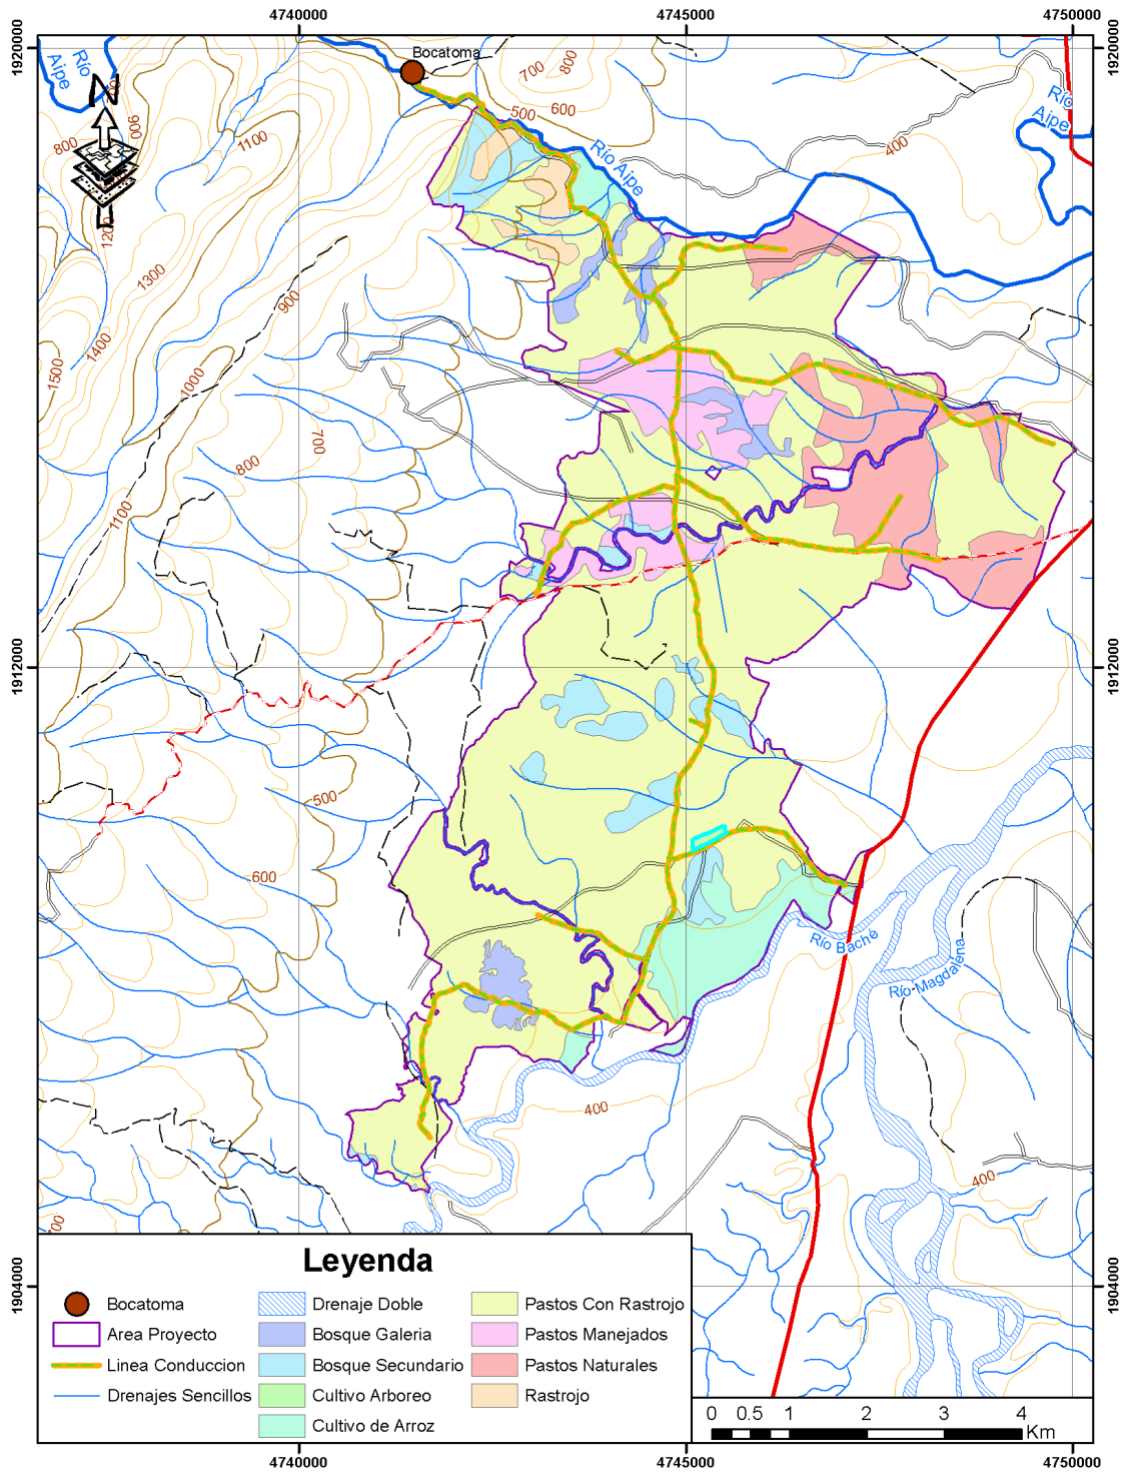 4740000
4745000
4750000
1920000
1920000
Bocatoma
Río
Aipe
700
800
600
500
Río
Aipe
900
1100
800
Río Aipe
400
1200
1300
900
1400
1500
1000
700
800
1100
1912000
1912000
500
600
Río Baché
Río Magdalena
400
400
Leyenda
Bocatoma
Area Proyecto
Linea Conduccion
Drenajes Sencillos
Drenaje Doble
Bosque Galeria
Bosque Secundario
Cultivo Arboreo
Cultivo de Arroz
Pastos Con Rastrojo
Pastos Manejados
Pastos Naturales
Rastrojo
1904000
1904000
0 0.5 1 2 3 4
Km
4740000
4745000
4750000